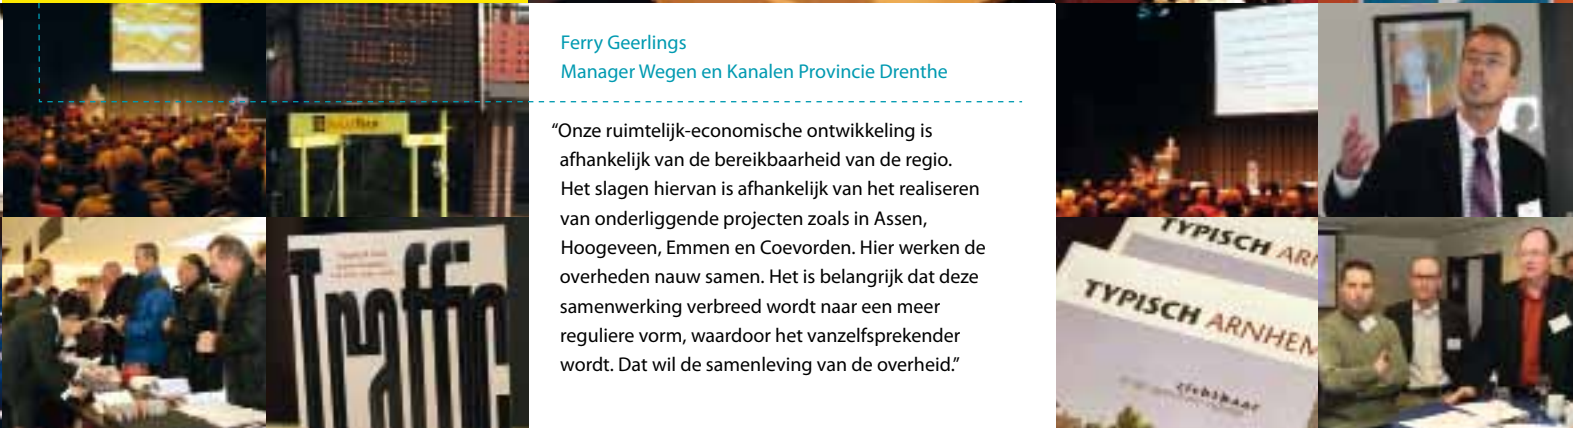 Ferry Geerlings
Manager Wegen en Kanalen Provincie Drenthe
“Onze ruimtelijk-economische ontwikkeling is
afhankelijk van de bereikbaarheid van de regio.
Het slagen hiervan is afhankelijk van het realiseren
van onderliggende projecten zoals in Assen,
Hoogeveen, Emmen en Coevorden. Hier werken de
overheden nauw samen. Het is belangrijk dat deze
samenwerking verbreed wordt naar een meer
reguliere vorm, waardoor het vanzelfsprekender
wordt. Dat wil de samenleving van de overheid.”
Traffic
TYPISCH ARN
TYPISCH ARNHEM
zichtbaar